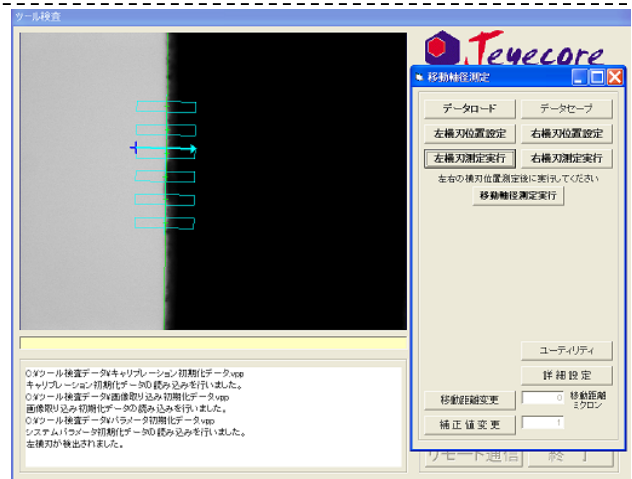 ツール検査
Teyecore
移動軸径測定
データロード
データセーブ
左横刃位置設定
右横刃位置設定
左横刃測定実行
右横刃測定実行
左右の横刃位置測定後に実行してください
移動軸径測定実行
ユーティリティ
詳細設定
移動距離変更
0
移動距離
ミクロン
補正値変更
1
リモート通信
終
C:¥ツール検査データ¥キャリブレーション初期化データ.vpp
キャリブレーション初期化データの読み込みを行いました。
C:¥ツール検査データ¥画像取り込み初期化データ.vpp
画像取り込み初期化データの読み込みを行いました。
C:¥ツール検査データ¥パラメータ初期化データ.vpp
システムパラメータ初期化データの読み込みを行いました。
左横刃が検出されました。